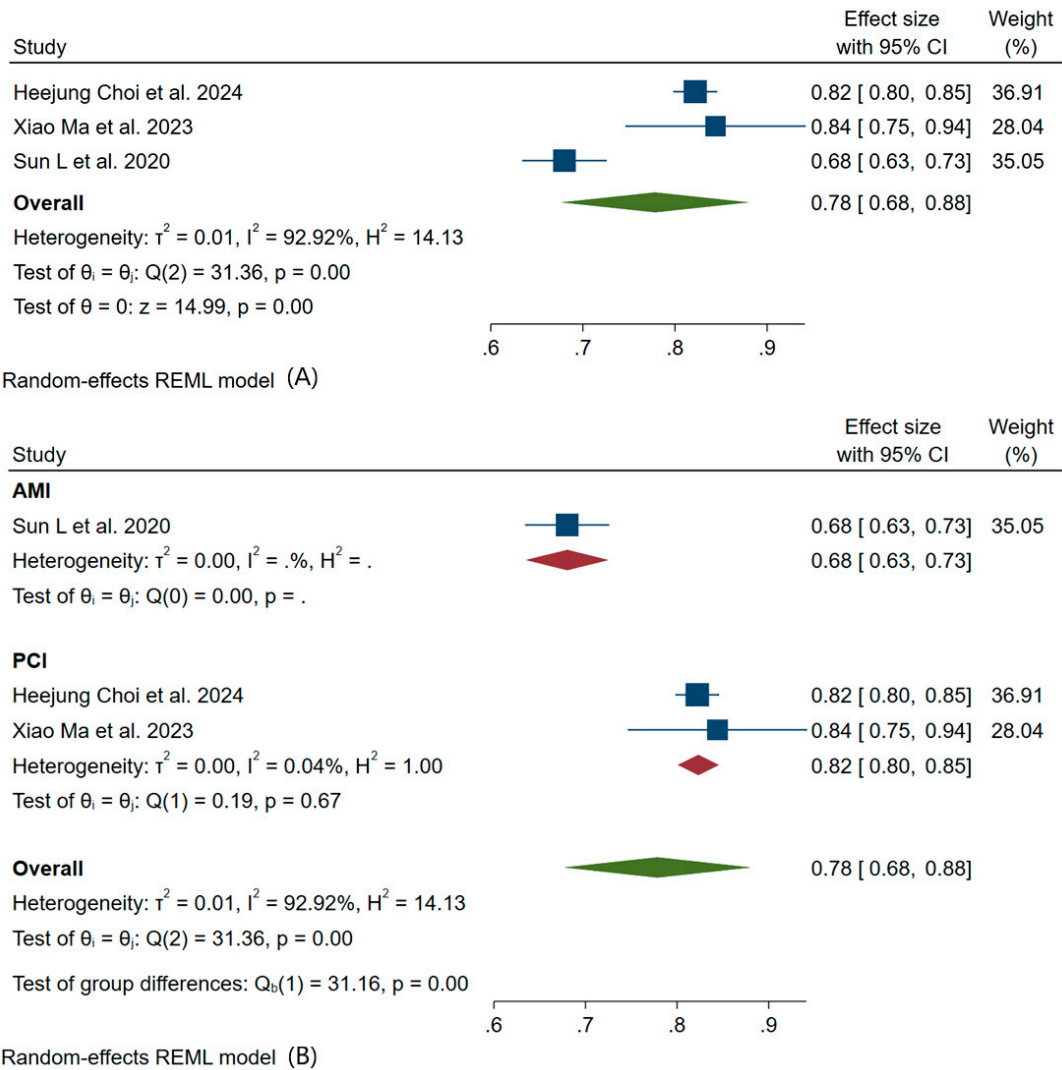 Effect size Weight
Study with 95% CI (%)
Heejung Choi et al. 2024 0.82 [ 0.80, 0.85] 36.91
Xiao Ma et al. 2023 0.84 [ 0.75, 0.94] 28.04
Sun L et al. 2020 0.68 [ 0.63, 0.73] 35.05
Overall 0.78 [ 0.68, 0.88]
Heterogeneity: τ² = 0.01, I² = 92.92%, H² = 14.13
Test of θᵢ = θⱼ: Q(2) = 31.36, p = 0.00
Test of θ = 0: z = 14.99, p = 0.00
.6 .7 .8 .9
Random-effects REML model (A)
Effect size Weight
Study with 95% CI (%)
AMI
Sun L et al. 2020 0.68 [ 0.63, 0.73] 35.05
Heterogeneity: τ² = 0.00, I² = .%, H² = . 0.68 [ 0.63, 0.73]
Test of θᵢ = θⱼ: Q(0) = 0.00, p = .
PCI
Heejung Choi et al. 2024 0.82 [ 0.80, 0.85] 36.91
Xiao Ma et al. 2023 0.84 [ 0.75, 0.94] 28.04
Heterogeneity: τ² = 0.00, I² = 0.04%, H² = 1.00 0.82 [ 0.80, 0.85]
Test of θᵢ = θⱼ: Q(1) = 0.19, p = 0.67
Overall 0.78 [ 0.68, 0.88]
Heterogeneity: τ² = 0.01, I² = 92.92%, H² = 14.13
Test of θᵢ = θⱼ: Q(2) = 31.36, p = 0.00
Test of group differences: Q_b(1) = 31.16, p = 0.00
.6 .7 .8 .9
Random-effects REML model (B)